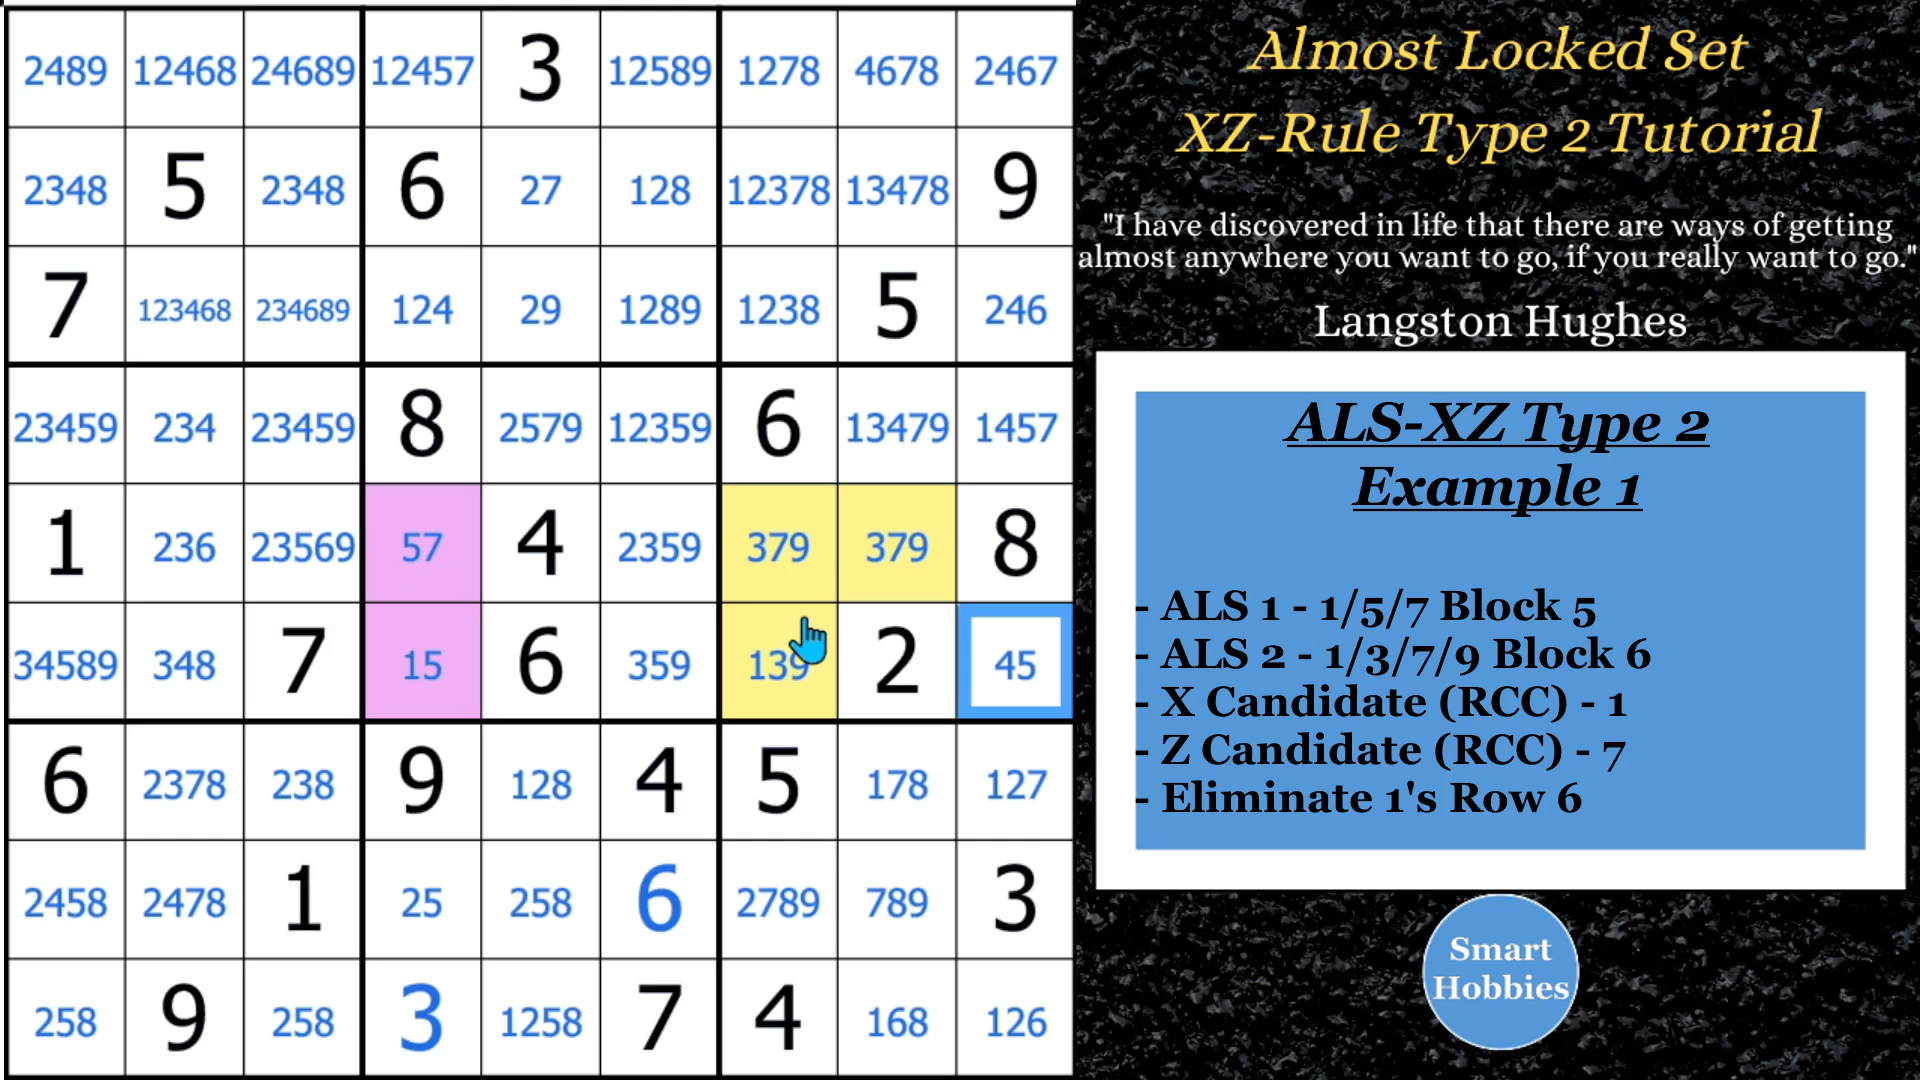 2489 12468 24689 12457 3 12589 1278 4678 2467
2348 5 2348 6 27 128 12378 13478 9
7 123468 234689 124 29 1289 1238 5 246
23459 234 23459 8 2579 12359 6 13479 1457
1 236 23569 57 4 2359 379 379 8
34589 348 7 15 6 359 139 2 45
6 2378 238 9 128 4 5 178 127
2458 2478 1 25 258 6 2789 789 3
258 9 258 3 1258 7 4 168 126
Almost Locked Set
XZ-Rule Type 2 Tutorial
"I have discovered in life that there are ways of getting
almost anywhere you want to go, if you really want to go."
Langston Hughes
ALS-XZ Type 2
Example 1
- ALS 1 - 1/5/7 Block 5
- ALS 2 - 1/3/7/9 Block 6
- X Candidate (RCC) - 1
- Z Candidate (RCC) - 7
- Eliminate 1's Row 6
Smart
Hobbies